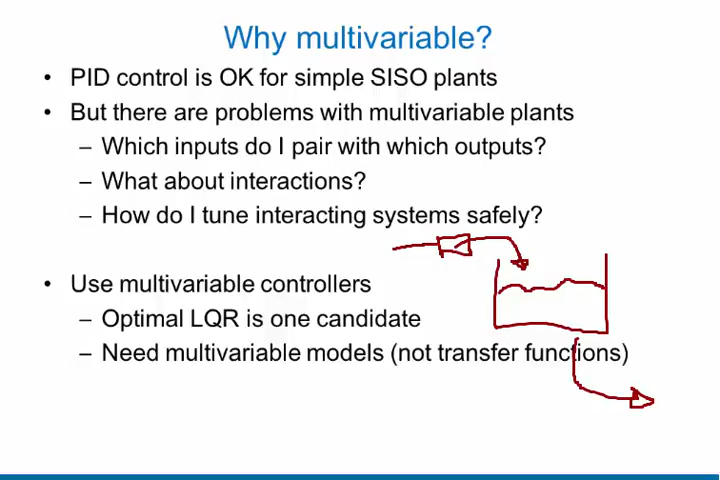 Why multivariable?
• PID control is OK for simple SISO plants
• But there are problems with multivariable plants
– Which inputs do I pair with which outputs?
– What about interactions?
– How do I tune interacting systems safely?
• Use multivariable controllers
– Optimal LQR is one candidate
– Need multivariable models (not transfer functions)